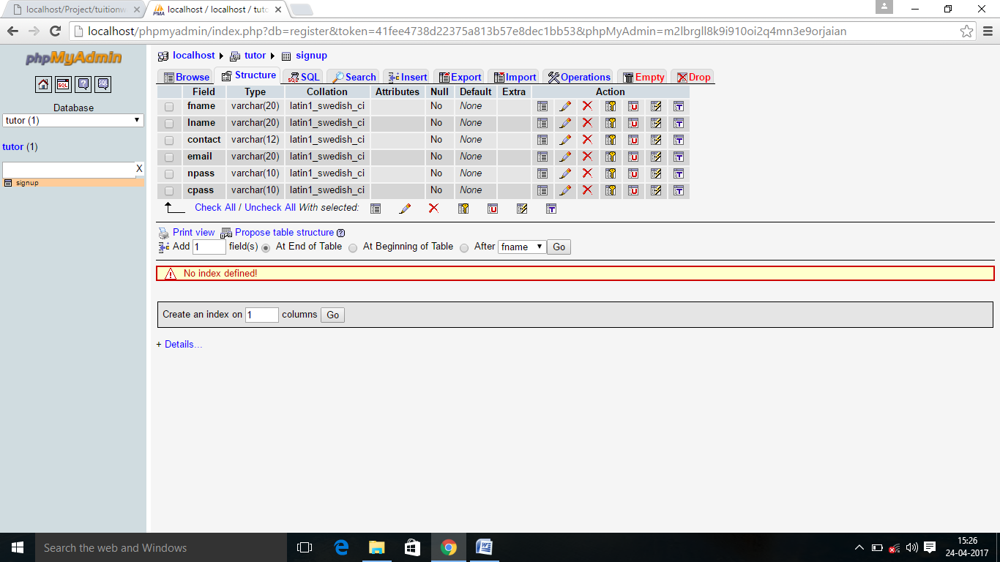 localhost/Project/tuitionw
localhost / localhost / tuto
localhost/phpmyadmin/index.php?db=register&token=41fee4738d22375a813b57e8dec1bb53&phpMyAdmin=m2lbrgll8k9i910oi2q4mn3e9orjaian
phpMyAdmin
localhost tutor signup
Browse Structure SQL Search Insert Export Import Operations Empty Drop
Database
tutor (1)
tutor (1)
X
signup
Field Type Collation Attributes Null Default Extra Action
fname varchar(20) latin1_swedish_ci No None
lname varchar(20) latin1_swedish_ci No None
contact varchar(12) latin1_swedish_ci No None
email varchar(20) latin1_swedish_ci No None
npass varchar(10) latin1_swedish_ci No None
cpass varchar(10) latin1_swedish_ci No None
Check All / Uncheck All With selected:
Print view Propose table structure
Add 1 field(s) At End of Table At Beginning of Table After fname Go
No index defined!
Create an index on 1 columns Go
+ Details...
Search the web and Windows
15:26
24-04-2017